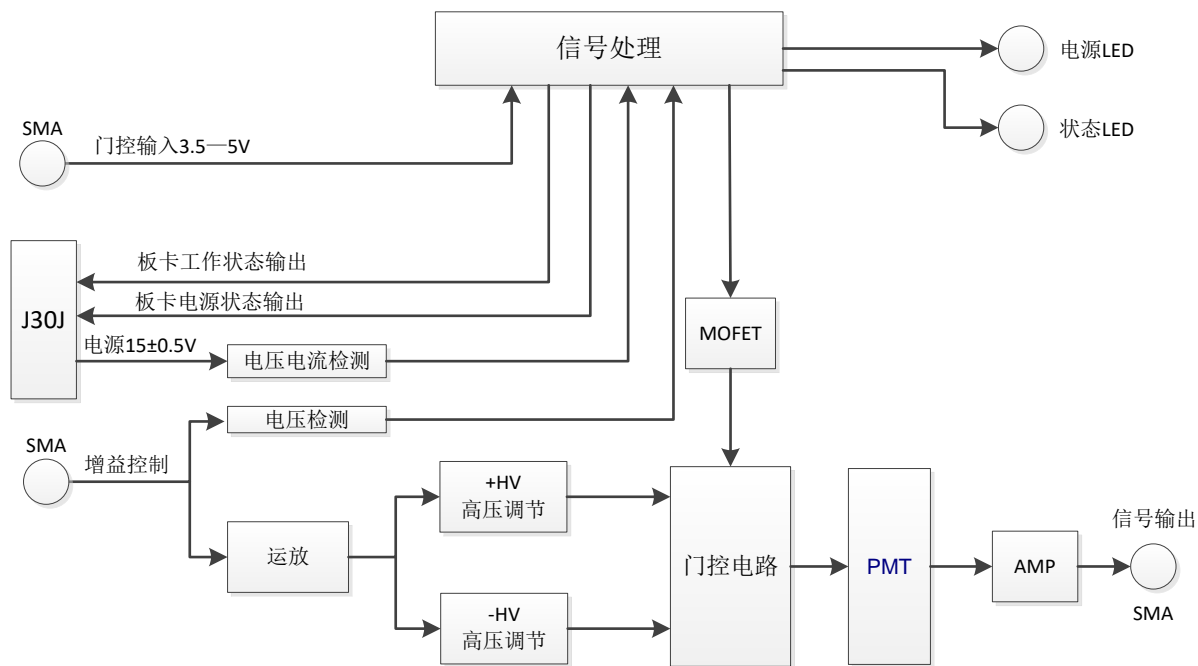 信号处理
电源LED
状态LED
SMA
门控输入3.5—5V
板卡工作状态输出
板卡电源状态输出
J30J
电源15±0.5V
电压电流检测
MOFET
电压检测
SMA
增益控制
+HV
高压调节
运放
-HV
高压调节
门控电路
PMT
AMP
信号输出
SMA